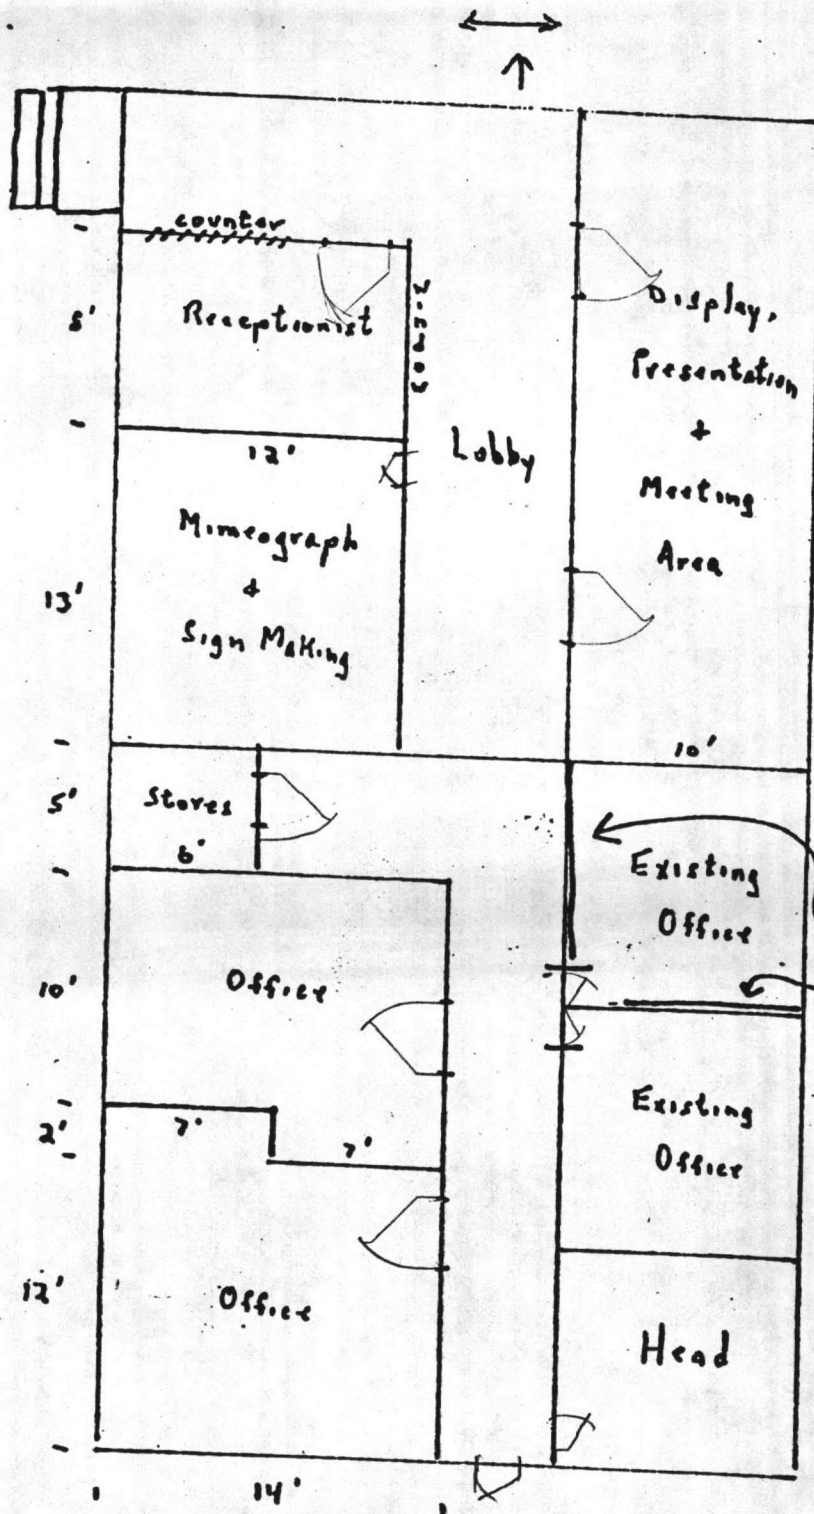 counter
8'
Receptionist
Window
Display,
Presentation
+
Meeting
Area
Lobby
12'
Mimeograph
&
Sign Making
13'
10'
5'
Stores
6'
Existing
Office
10'
Office
2'
7'
7'
Existing
Office
12'
Office
Head
14'